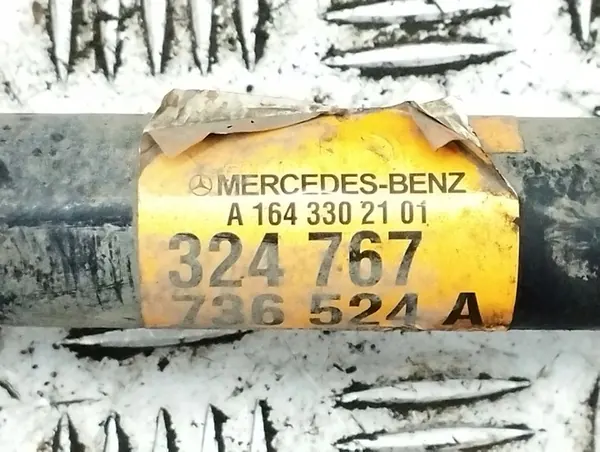 MERCEDES-BENZ
A 164 330 21 01
324 767
736 524 A